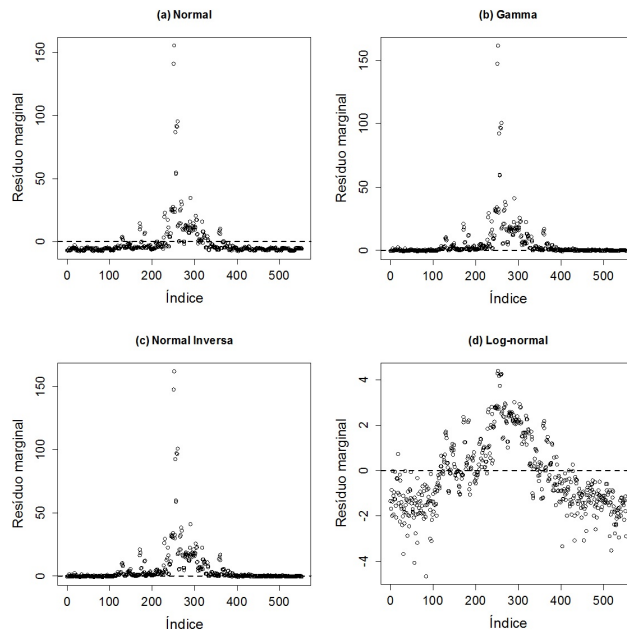 (a) Normal
Resíduo marginal
150
100
50
0
0 100 200 300 400 500
Índice
(b) Gamma
Resíduo marginal
150
100
50
0
0 100 200 300 400 500
Índice
(c) Normal Inversa
Resíduo marginal
150
100
50
0
0 100 200 300 400 500
Índice
(d) Log-normal
Resíduo marginal
4
2
0
-2
-4
0 100 200 300 400 500
Índice